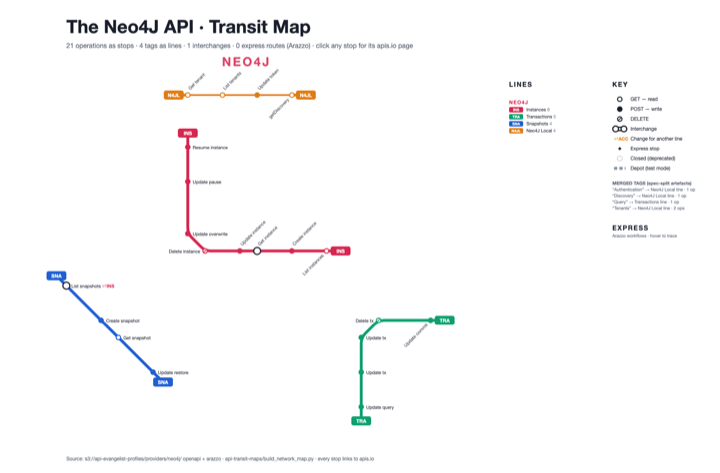 The Neo4J API · Transit Map
21 operations as stops · 4 tags as lines · 1 interchanges · 0 express routes (Arazzo) · click any stop for its apis.io page
NEO4J
N4JL
Get tenant
List tenants
Update token
getDiscovery
N4JL
INS
Resume instance
Update pause
Update overwrite
Delete instance
Update instance
Get instance
Create instance
List instances
INS
SNA
List snapshots
Create snapshot
Get snapshot
Update restore
SNA
Delete tx
Update commit
TRA
Update tx
Update tx
Update query
TRA
LINES
NEO4J
INS Instances
TRA Transactions
SNA Snapshots 4
N4JL Neo4J Local 4
KEY
GET — read
POST — write
DELETE
Interchange
Change for another line
Express stop
Closed (deprecated)
Depot (test mode)
MERGED TAGS (spec-split artefacts)
"Authentication" → Neo4J Local line · 1 op
"Discovery" → Neo4J Local line · 1 op
"Query" → Transactions line · 1 op
"Tenants" → Neo4J Local line · 2 ops
EXPRESS
Arazzo workflows · hover to trace
Source: s3://api-evangelist-profiles/providers/neo4j/ openapi + arazzo · api-transit-maps/build_network_map.py · every stop links to apis.io